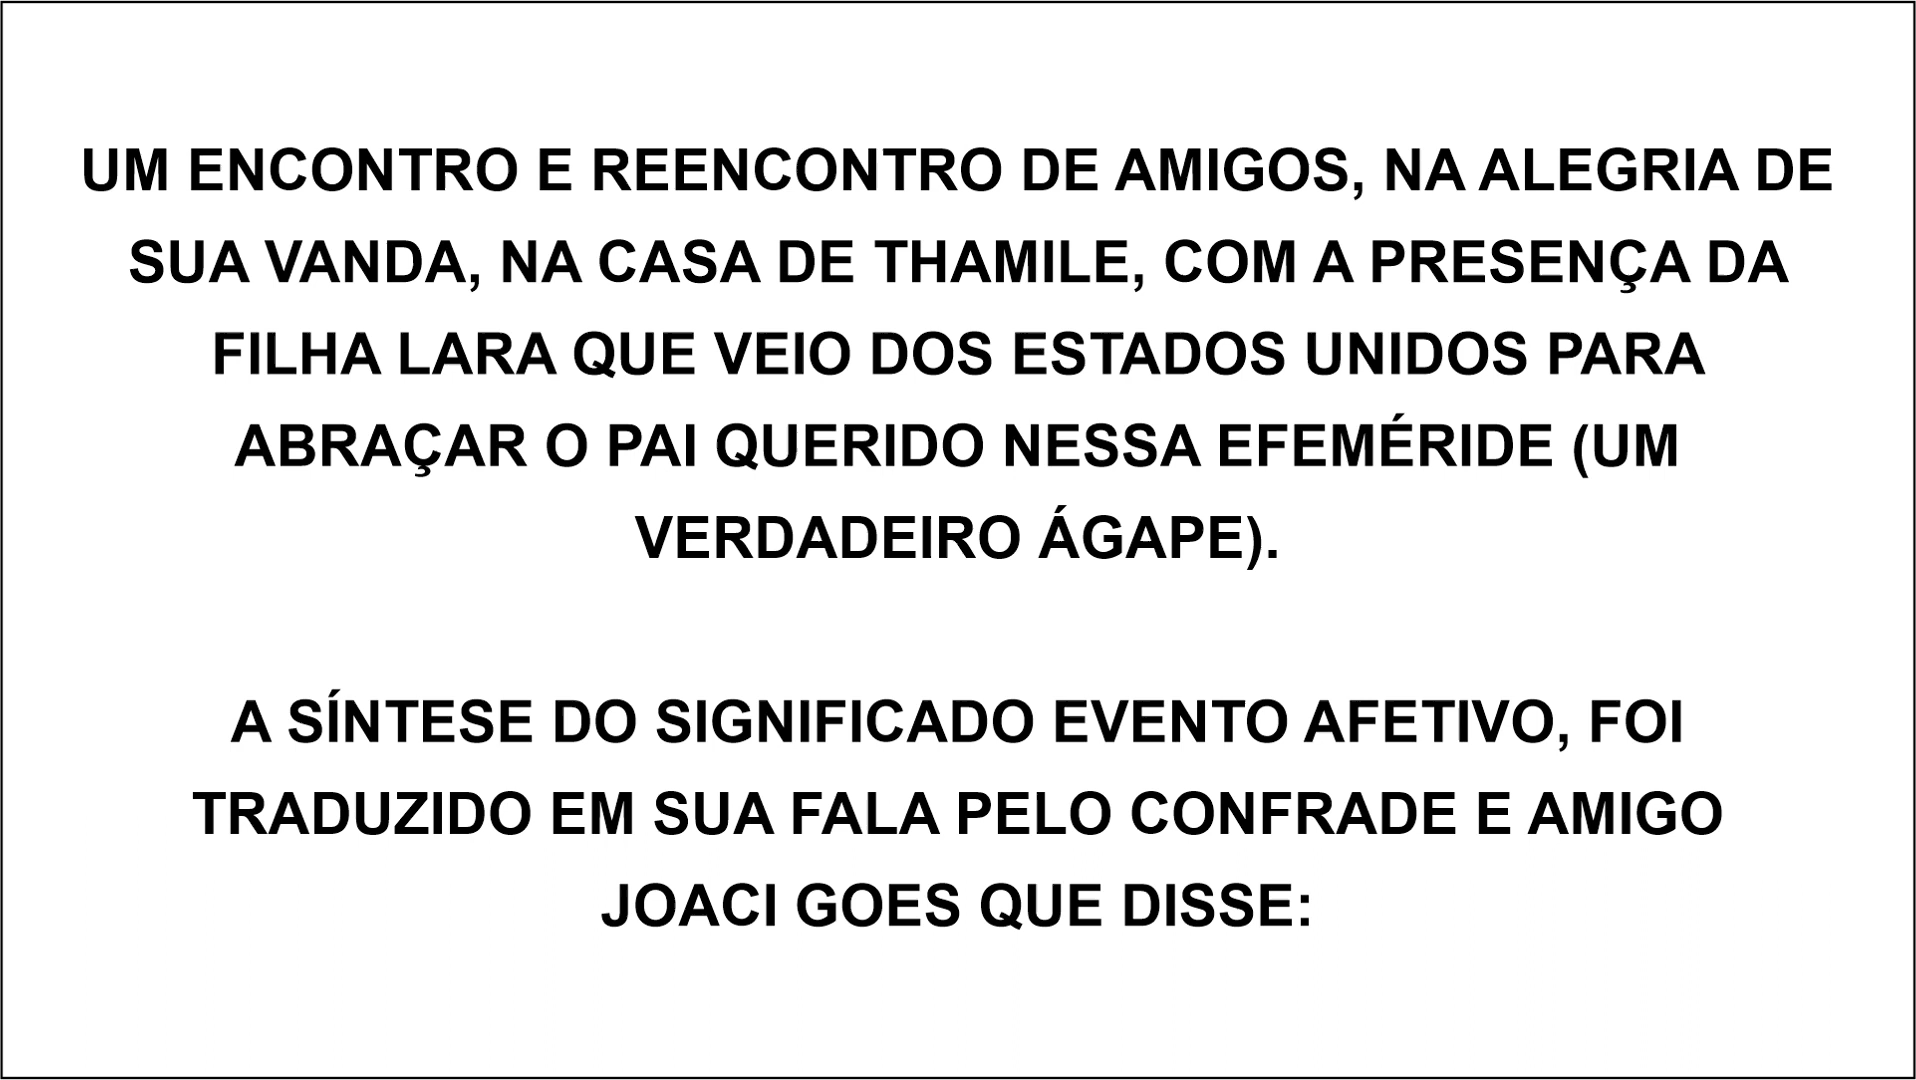 UM ENCONTRO E REENCONTRO DE AMIGOS, NA ALEGRIA DE
SUA VANDA, NA CASA DE THAMILE, COM A PRESENÇA DA
FILHA LARA QUE VEIO DOS ESTADOS UNIDOS PARA
ABRAÇAR O PAI QUERIDO NESSA EFEMÉRIDE (UM
VERDADEIRO ÁGAPE).
A SÍNTESE DO SIGNIFICADO EVENTO AFETIVO, FOI
TRADUZIDO EM SUA FALA PELO CONFRADE E AMIGO
JOACI GOES QUE DISSE: